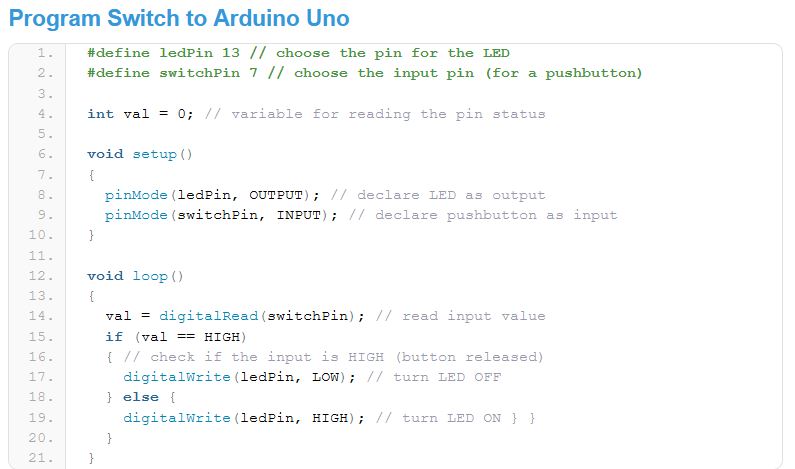 Program Switch to Arduino Uno
1. #define ledPin 13 // choose the pin for the LED
2. #define switchPin 7 // choose the input pin (for a pushbutton)
3.
4. int val = 0; // variable for reading the pin status
5.
6. void setup()
7. {
8. pinMode(ledPin, OUTPUT); // declare LED as output
9. pinMode(switchPin, INPUT); // declare pushbutton as input
10. }
11.
12. void loop()
13. {
14. val = digitalRead(switchPin); // read input value
15. if (val == HIGH)
16. { // check if the input is HIGH (button released)
17. digitalWrite(ledPin, LOW); // turn LED OFF
18. } else {
19. digitalWrite(ledPin, HIGH); // turn LED ON } }
20. }
21. }